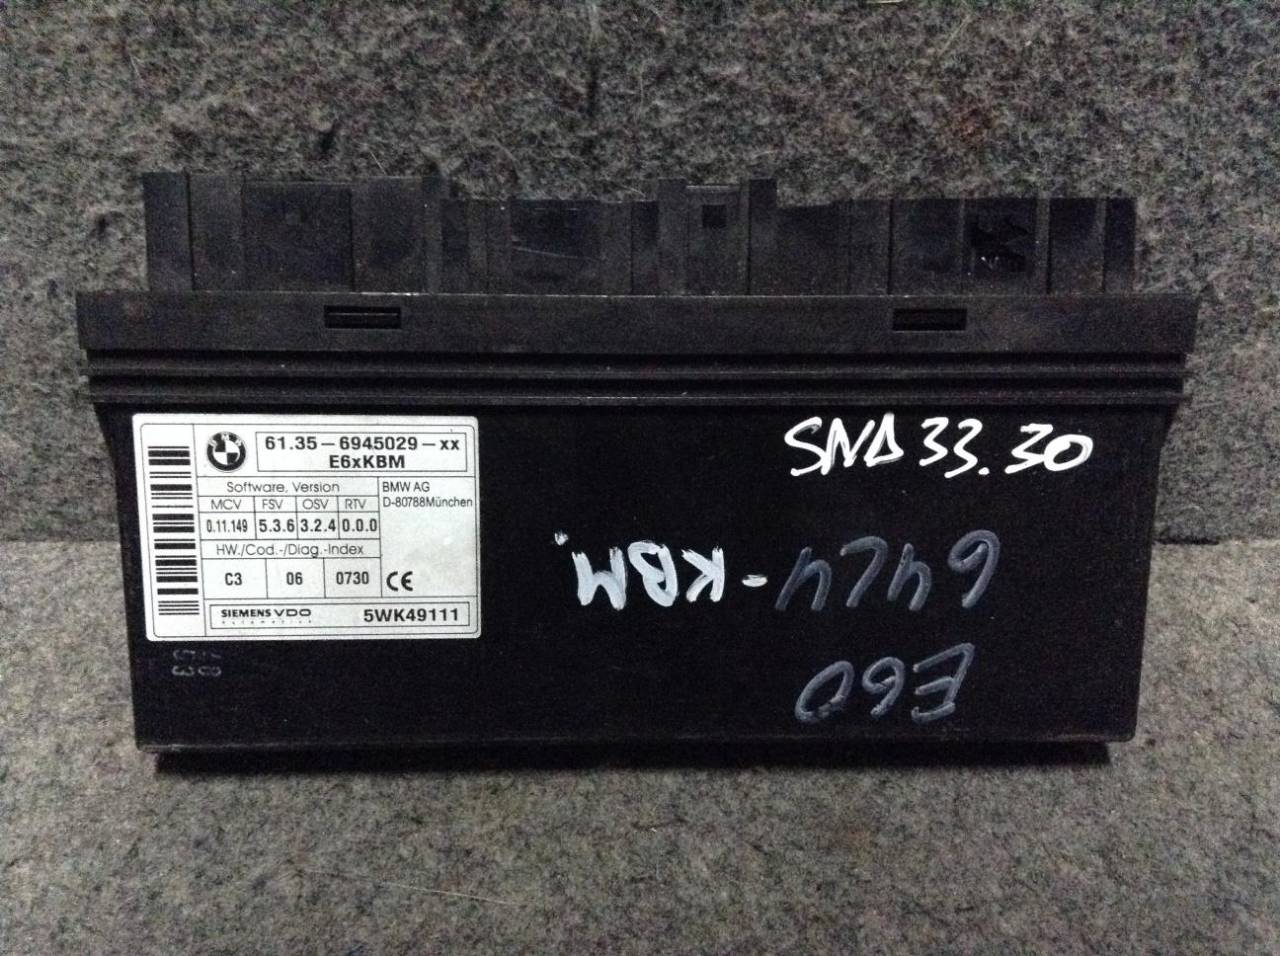 61.35-6945029-xx
E6xKBM
Software, Version
BMW AG
D-80788München
MCV FSV OSV RTV
0.11.149 5.3.6 3.2.4 0.0.0
HW./Cod.-/Diag.-Index
C3 06 0730 CE
SIEMENS VDO
Automotive
5WK49111
SNA 33.30
E60
-KBM